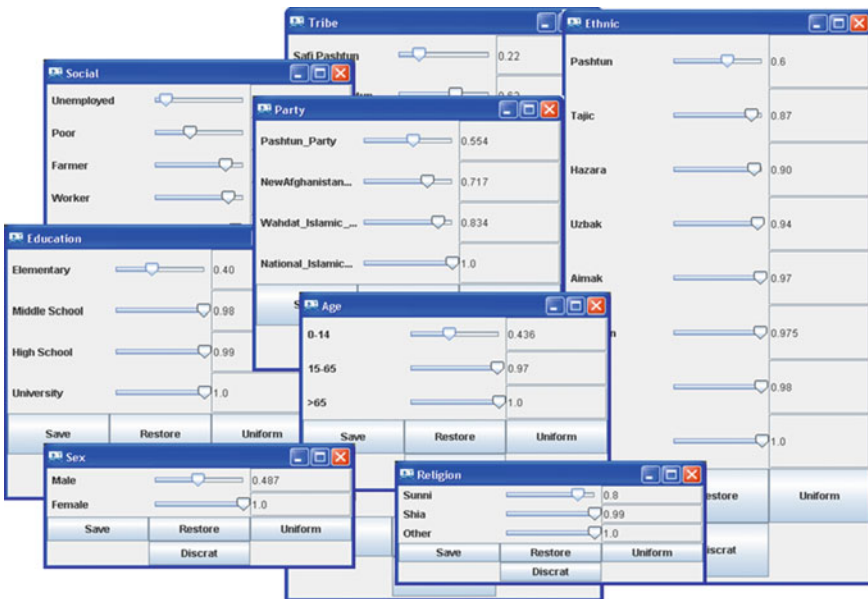 Tribe
Safi Pashtun 0.22
0.62
Ethnic
Pashtun 0.6
Tajic 0.87
Hazara 0.90
Uzbak 0.94
Aimak 0.97
0.975
0.98
1.0
Uniform
Social
Unemployed
Poor
Farmer
Worker
Party
Pashtun_Party 0.554
NewAfghanistan... 0.717
Wahdat_Islamic_... 0.834
National_Islamic... 1.0
Education
Elementary 0.40
Middle School 0.98
High School 0.99
University 1.0
Save Restore Uniform
Age
0-14 0.436
15-65 0.97
>65 1.0
Save Restore Uniform
Sex
Male 0.487
Female 1.0
Save Restore Uniform
Discrat
Religion
Sunni 0.8
Shia 0.99
Other 1.0
Save Restore Uniform
Discrat